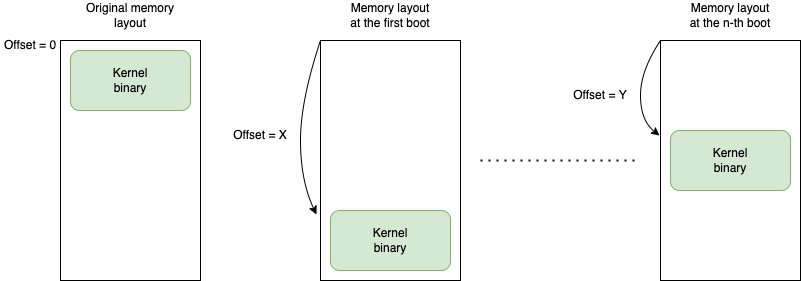 Original memory
layout
Memory layout
at the first boot
Memory layout
at the n-th boot
Offset = 0
Kernel
binary
Offset = X
Kernel
binary
Offset = Y
Kernel
binary